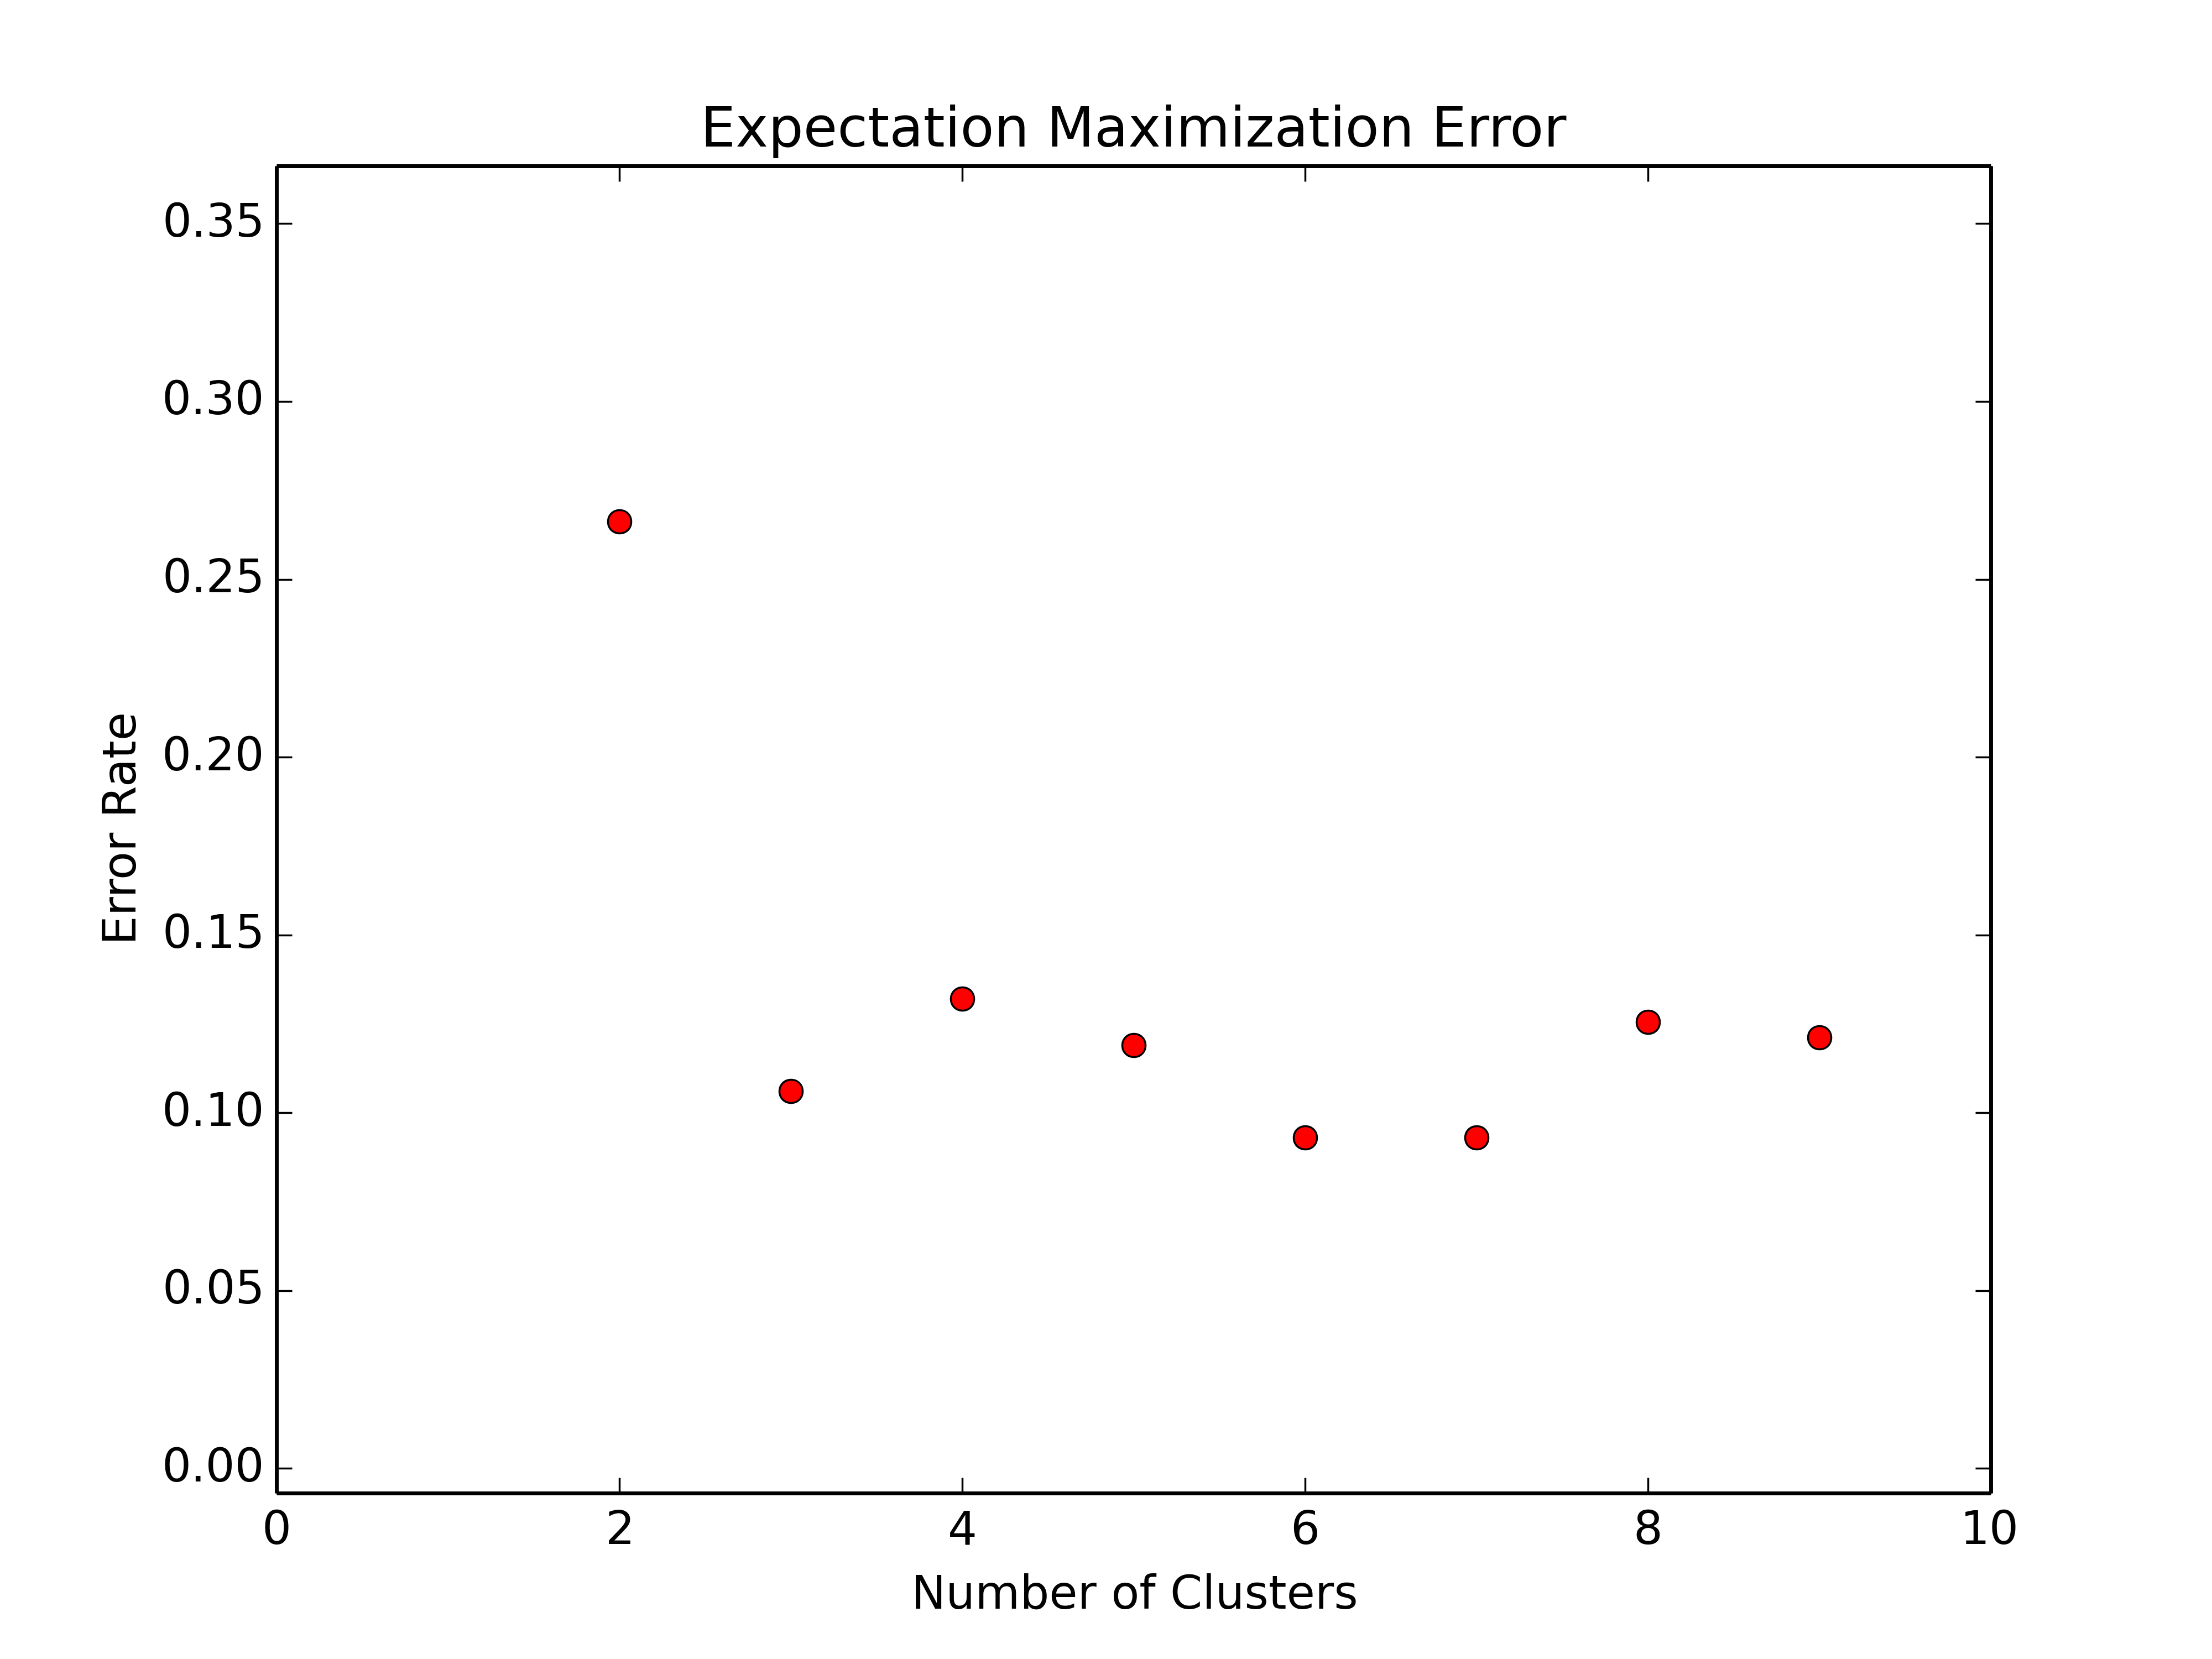 Expectation Maximization Error
0.35
0.30
0.25
0.20
0.15
0.10
0.05
0.00
Error Rate
0 2 4 6 8 10
Number of Clusters